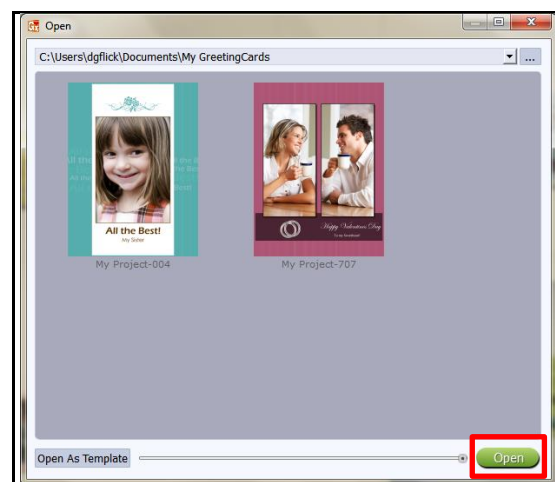 Open
C:\Users\dgflick\Documents\My GreetingCards
...
All the Best!
My Sister
Happy Valentines Day
My Project-004
My Project-707
Open As Template
Open